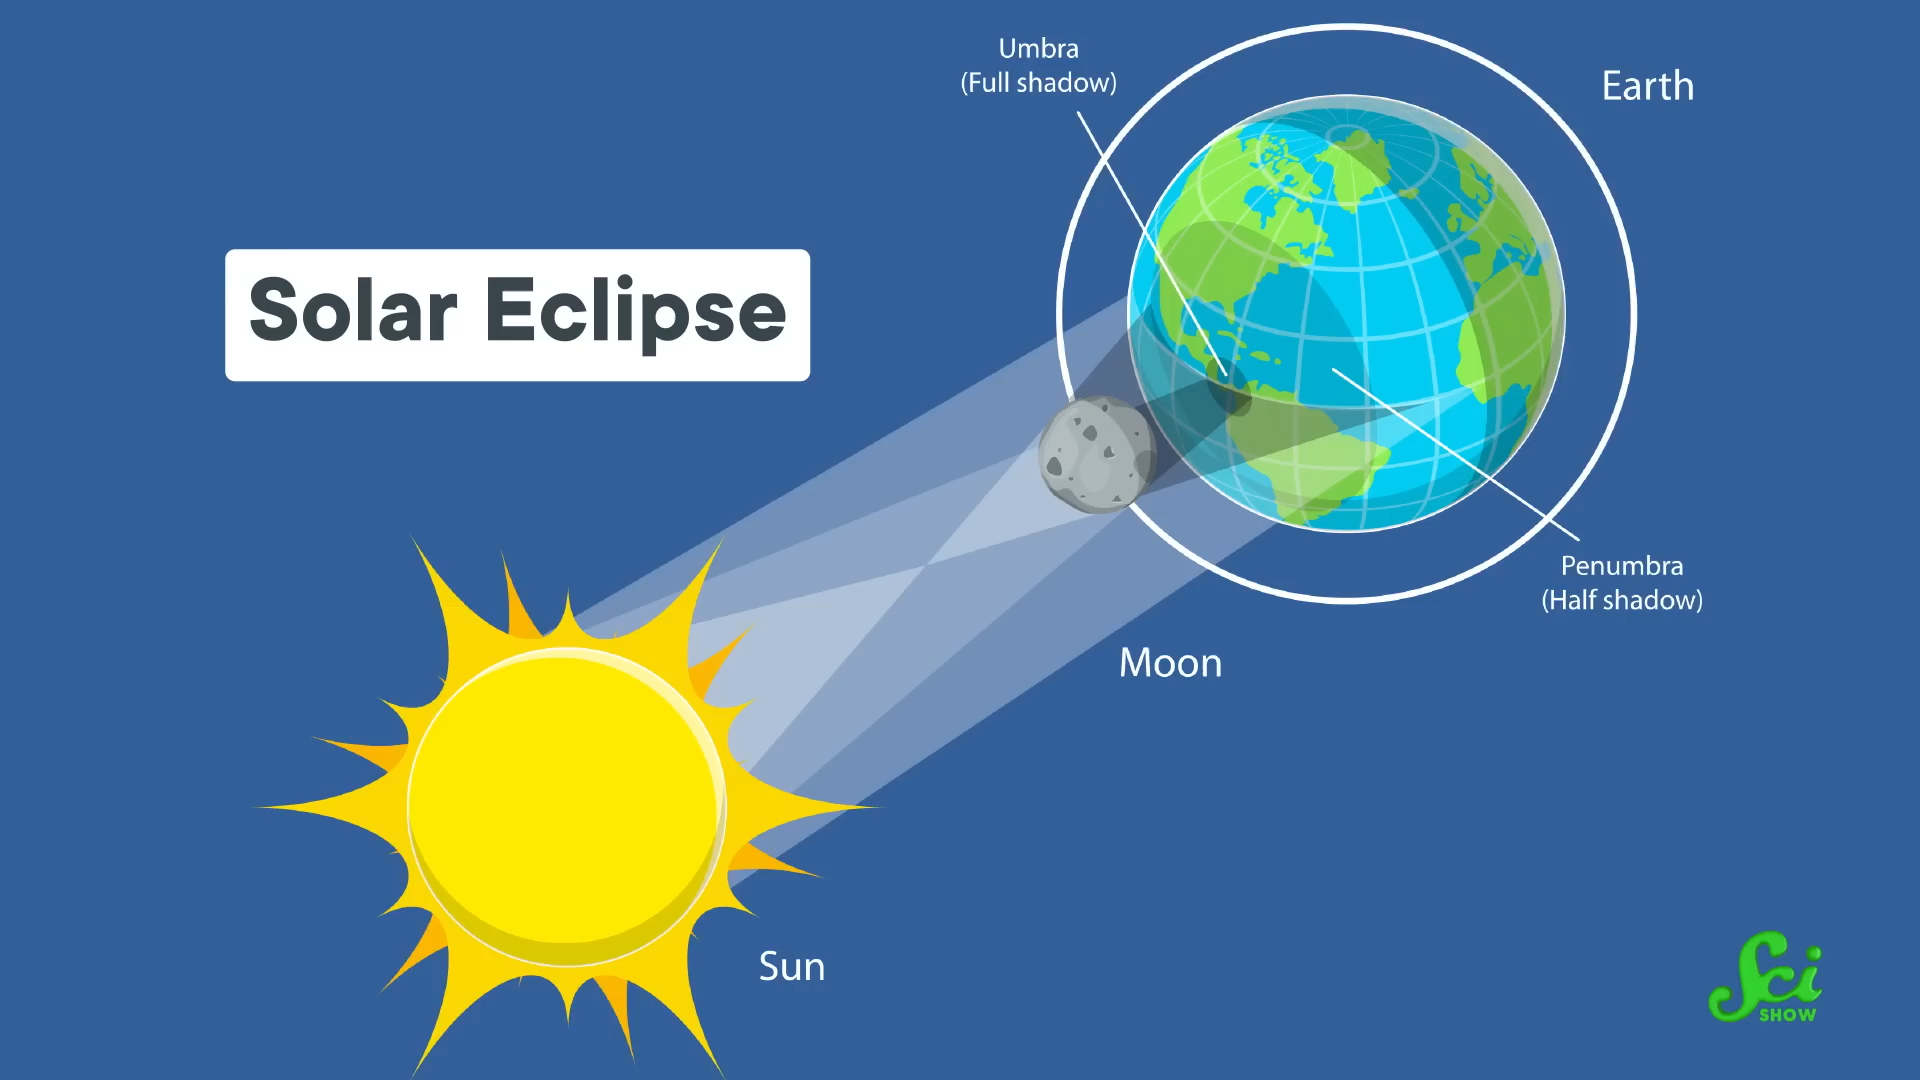 Umbra
(Full shadow)
Earth
Solar Eclipse
Penumbra
(Half shadow)
Moon
Sun
Sci
SHOW